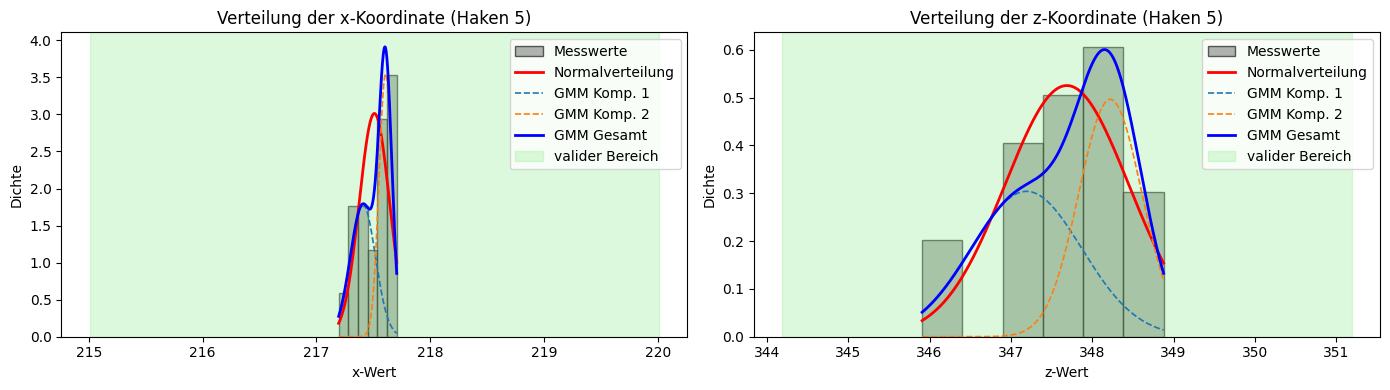 Verteilung der x-Koordinate (Haken 5)
4.0
3.5
3.0
2.5
2.0
1.5
1.0
0.5
0.0
Dichte
215
216
217
218
219
220
x-Wert
Messwerte
Normalverteilung
GMM Komp. 1
GMM Komp. 2
GMM Gesamt
valider Bereich
Verteilung der z-Koordinate (Haken 5)
0.6
0.5
0.4
0.3
0.2
0.1
0.0
Dichte
344
345
346
347
348
349
350
351
z-Wert
Messwerte
Normalverteilung
GMM Komp. 1
GMM Komp. 2
GMM Gesamt
valider Bereich